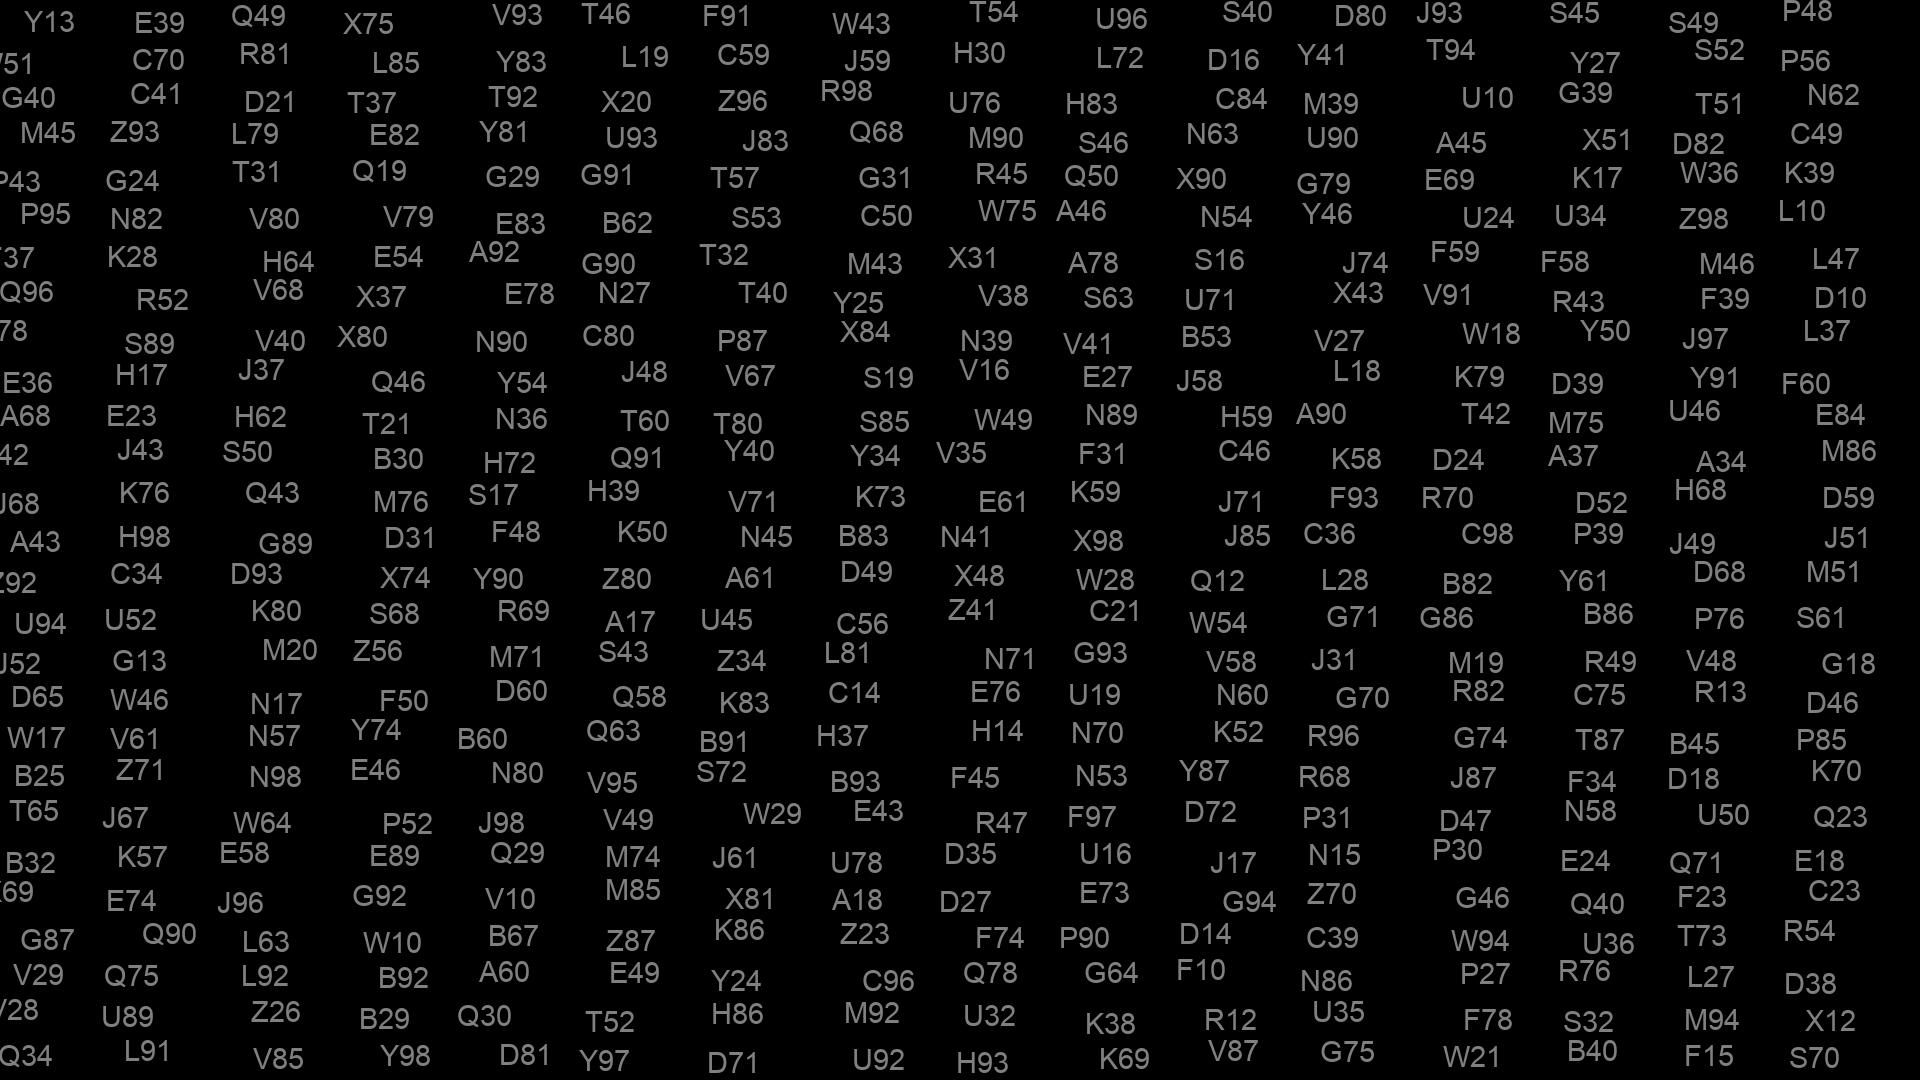 Y13 E39 Q49 X75 V93 T46 F91 W43 T54 U96 S40 D80 J93 S45 S49 P48
51 C70 R81 L85 Y83 L19 C59 J59 H30 L72 D16 Y41 T94 Y27 S52 P56
G40 C41 D21 T37 T92 X20 Z96 R98 U76 H83 C84 M39 U10 G39 T51 N62
M45 Z93 L79 E82 Y81 U93 J83 Q68 M90 S46 N63 U90 A45 X51 D82 C49
P43 G24 T31 Q19 G29 G91 T57 G31 R45 Q50 X90 G79 E69 K17 W36 K39
P95 N82 V80 V79 E83 B62 S53 C50 W75 A46 N54 Y46 U24 U34 Z98 L10
37 K28 H64 E54 A92 G90 T32 M43 X31 A78 S16 J74 F59 F58 M46 L47
Q96 R52 V68 X37 E78 N27 T40 Y25 V38 S63 U71 X43 V91 R43 F39 D10
78 S89 V40 X80 N90 C80 P87 X84 N39 V41 B53 V27 W18 Y50 J97 L37
E36 H17 J37 Q46 Y54 J48 V67 S19 V16 E27 J58 L18 K79 D39 Y91 F60
A68 E23 H62 T21 N36 T60 T80 S85 W49 N89 H59 A90 T42 M75 U46 E84
42 J43 S50 B30 H72 Q91 Y40 Y34 V35 F31 C46 K58 D24 A37 A34 M86
J68 K76 Q43 M76 S17 H39 V71 K73 E61 K59 J71 F93 R70 D52 H68 D59
A43 H98 G89 D31 F48 K50 N45 B83 N41 X98 J85 C36 C98 P39 J49 J51
Z92 C34 D93 X74 Y90 Z80 A61 D49 X48 W28 Q12 L28 B82 Y61 D68 M51
U94 U52 K80 S68 R69 A17 U45 C56 Z41 C21 W54 G71 G86 B86 P76 S61
J52 G13 M20 Z56 M71 S43 Z34 L81 N71 G93 V58 J31 M19 R49 V48 G18
D65 W46 N17 F50 D60 Q58 K83 C14 E76 U19 N60 G70 R82 C75 R13 D46
W17 V61 N57 Y74 B60 Q63 B91 H37 H14 N70 K52 R96 G74 T87 B45 P85
B25 Z71 N98 E46 N80 V95 S72 B93 F45 N53 Y87 R68 J87 F34 D18 K70
T65 J67 W64 P52 J98 V49 W29 E43 R47 F97 D72 P31 D47 N58 U50 Q23
B32 K57 E58 E89 Q29 M74 J61 U78 D35 U16 J17 N15 P30 E24 Q71 E18
69 E74 J96 G92 V10 M85 X81 A18 D27 E73 G94 Z70 G46 Q40 F23 C23
G87 Q90 L63 W10 B67 Z87 K86 Z23 F74 P90 D14 C39 W94 U36 T73 R54
V29 Q75 L92 B92 A60 E49 Y24 C96 Q78 G64 F10 N86 P27 R76 L27 D38
28 U89 Z26 B29 Q30 T52 H86 M92 U32 K38 R12 U35 F78 S32 M94 X12
Q34 L91 V85 Y98 D81 Y97 D71 U92 H93 K69 V87 G75 W21 B40 F15 S70